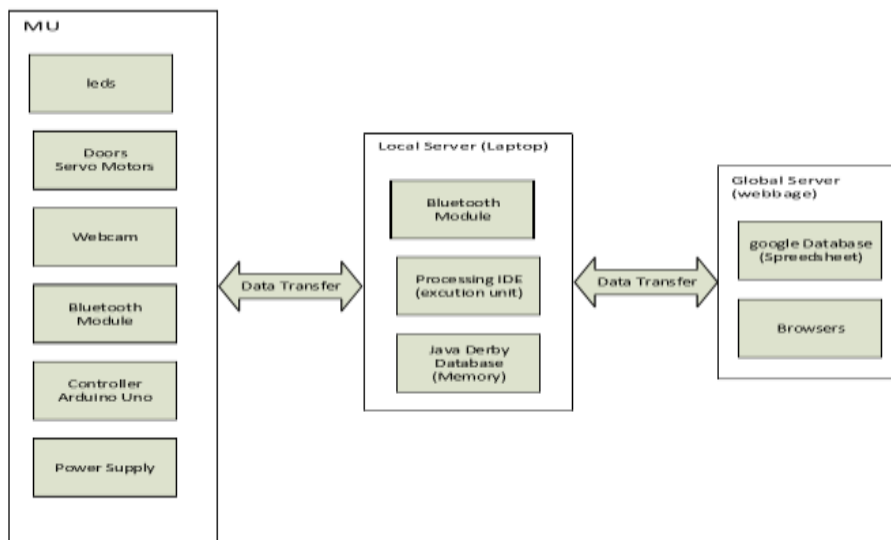 MU
leds
Doors
Servo Motors
Webcam
Bluetooth
Module
Controller
Arduino Uno
Power Supply
Data Transfer
Local Server (Laptop)
Bluetooth
Module
Processing IDE
(excution unit)
Java Derby
Database
(Memory)
Data Transfer
Global Server
(webbage)
google Database
(Spreedsheet)
Browsers